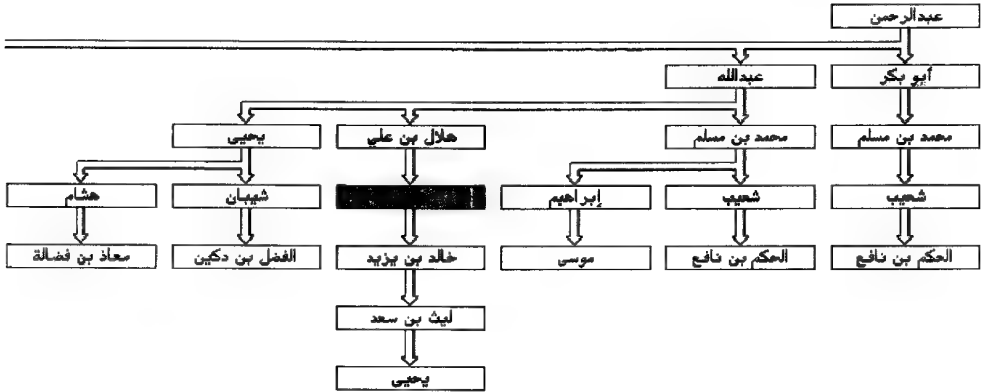 عبدالرحمن
أبو بكر
عبدالله
محمد بن مسلم
محمد بن مسلم
هلال بن علي
يحيى
شعيب
شعيب
إبراهيم
شيبان
هشام
الحكم بن نافع
الحكم بن نافع
موسى
خالد بن يزيد
الفضل بن دكين
معاذ بن فضالة
ليث بن سعد
يحيى